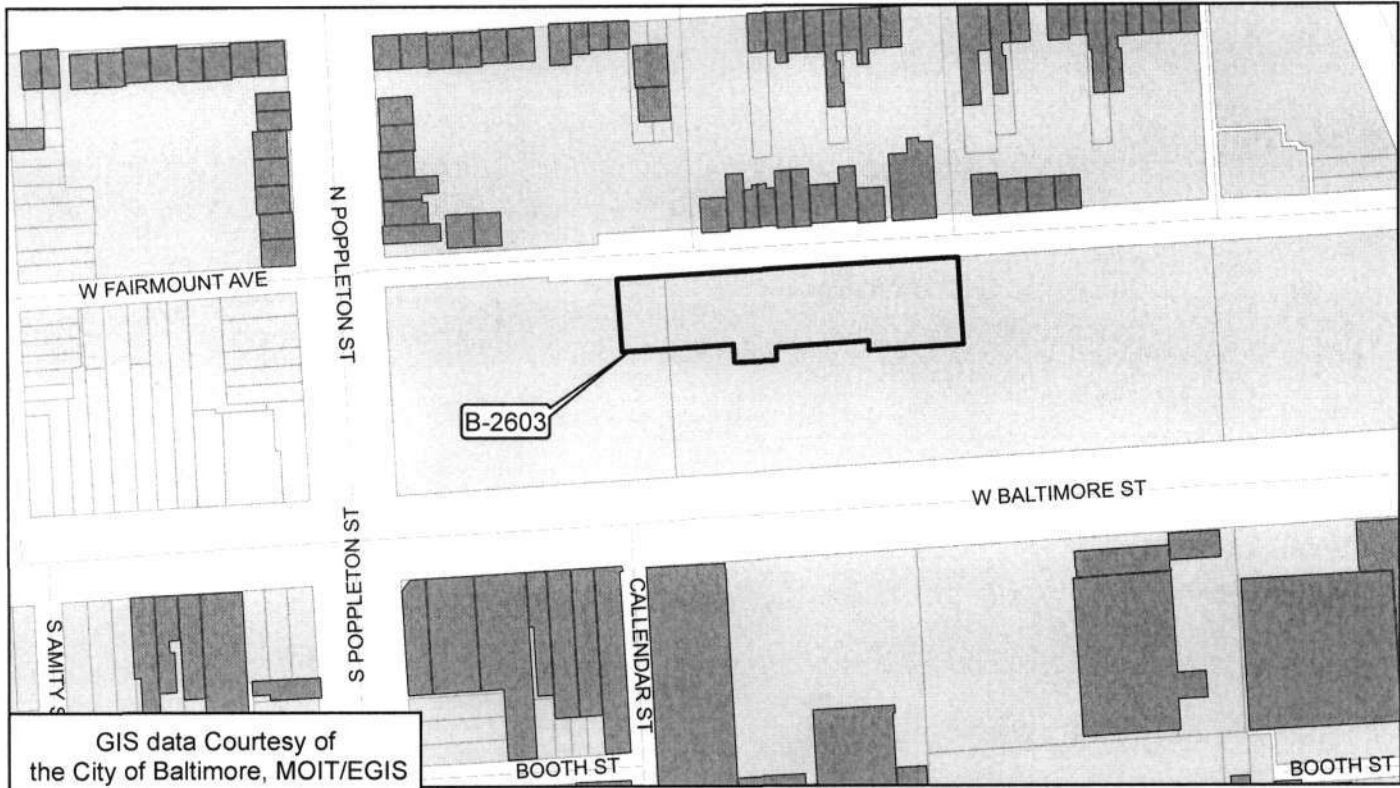 W FAIRMOUNT AVE
N POPPLETON ST
B-2603
W BALTIMORE ST
S POPPLETON ST
CALLENDAR ST
S AMITY S
GIS data Courtesy of
the City of Baltimore, MOIT/EGIS
BOOTH ST
BOOTH ST